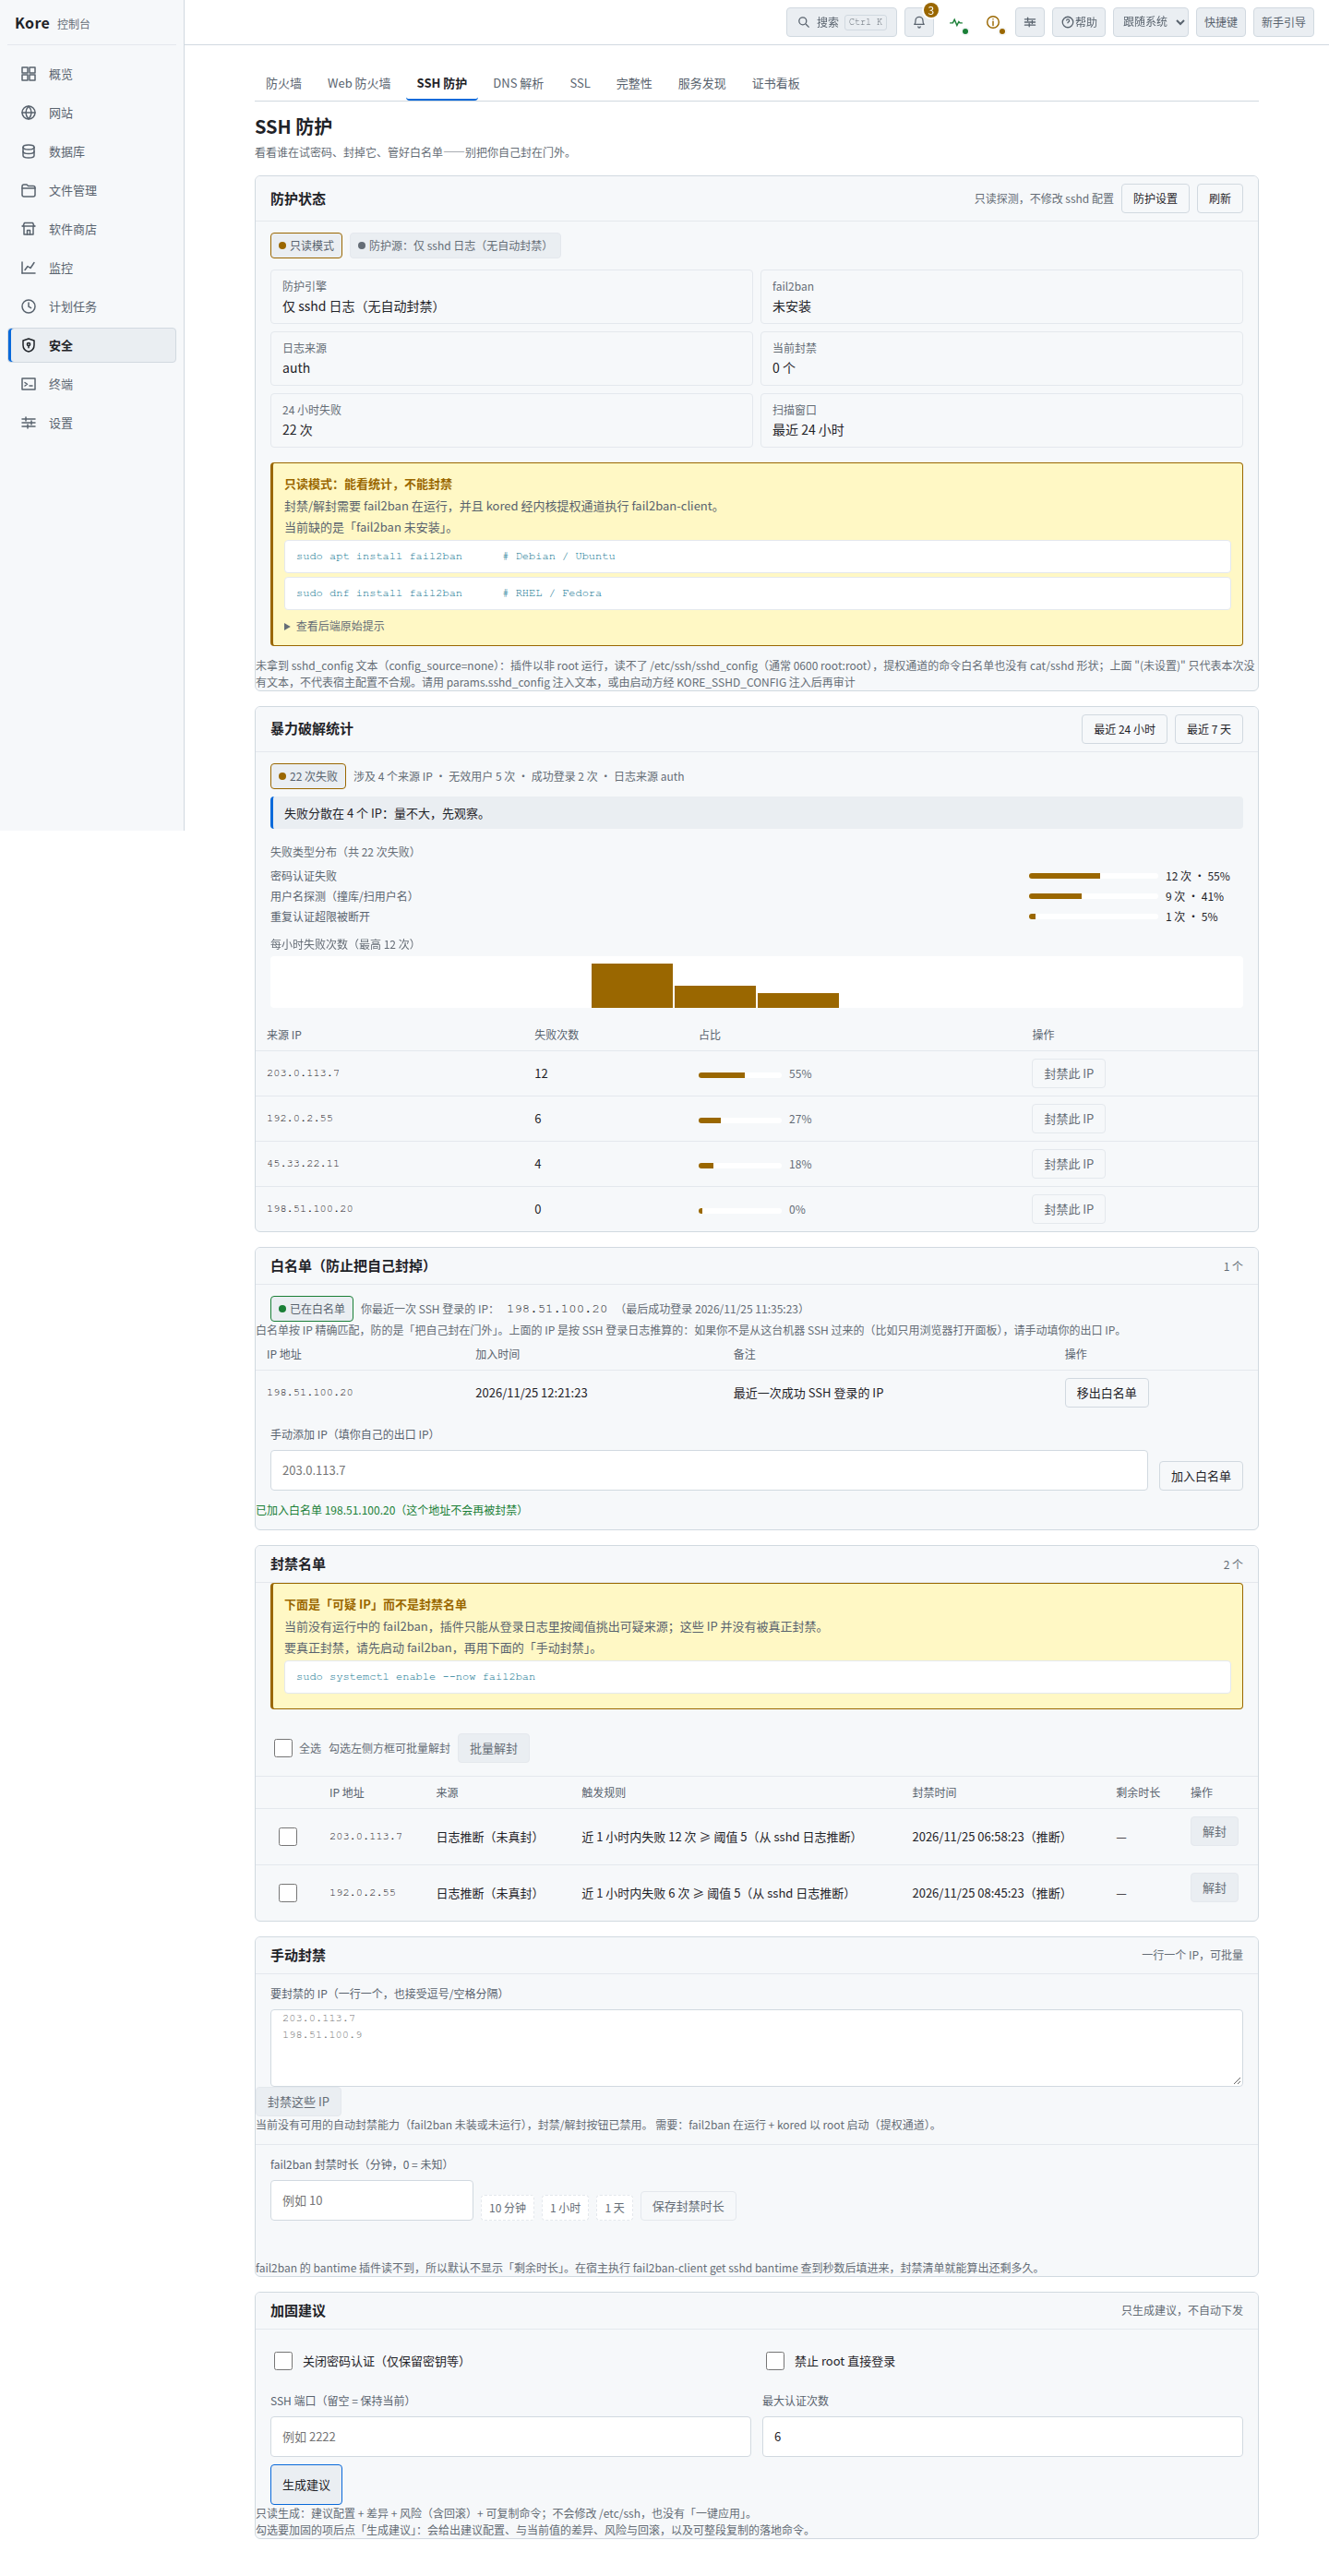 Kore 控制台
搜索 Ctrl K
3
帮助
跟随系统
快捷键
新手引导
概览
网站
数据库
文件管理
软件商店
监控
计划任务
安全
终端
设置
防火墙 Web 防火墙 SSH 防护 DNS 解析 SSL 完整性 服务发现 证书看板
SSH 防护
看看谁在试密码、封掉它、管好白名单——别把你自己封在门外。
防护状态
只读探测，不修改 sshd 配置 防护设置 刷新
只读模式 防护源：仅 sshd 日志（无自动封禁）
防护引擎
仅 sshd 日志（无自动封禁）
fail2ban
未安装
日志来源
auth
当前封禁
0 个
24 小时失败
22 次
扫描窗口
最近 24 小时
只读模式：能看统计，不能封禁
封禁/解封需要 fail2ban 在运行，并且 kored 经内核提权通道执行 fail2ban-client。
当前缺的是「fail2ban 未安装」。
sudo apt install fail2ban # Debian / Ubuntu
sudo dnf install fail2ban # RHEL / Fedora
▶ 查看后端原始提示
未拿到 sshd_config 文本（config_source=none）：插件以非 root 运行，读不了 /etc/ssh/sshd_config（通常 0600 root:root），提权通道的命令白名单也没有 cat/sshd 形状；上面 "(未设置)" 只代表本次没
有文本，不代表宿主配置不合规。请用 params.sshd_config 注入文本，或由启动方经 KORE_SSHD_CONFIG 注入后再审计
暴力破解统计
最近 24 小时 最近 7 天
22 次失败 涉及 4 个来源 IP · 无效用户 5 次 · 成功登录 2 次 · 日志来源 auth
失败分散在 4 个 IP：量不大，先观察。
失败类型分布（共 22 次失败）
密码认证失败 12 次 · 55%
用户名探测（撞库/扫用户名） 9 次 · 41%
重复认证超限被断开 1 次 · 5%
每小时失败次数（最高 12 次）
来源 IP 失败次数 占比 操作
203.0.113.7 12 55% 封禁此 IP
192.0.2.55 6 27% 封禁此 IP
45.33.22.11 4 18% 封禁此 IP
198.51.100.20 0 0% 封禁此 IP
白名单（防止把自己封掉） 1 个
已在白名单 你最近一次 SSH 登录的 IP： 198.51.100.20 （最后成功登录 2026/11/25 11:35:23）
白名单按 IP 精确匹配，防的是「把自己封在门外」。上面的 IP 是按 SSH 登录日志推算的：如果你不是从这台机器 SSH 过来的（比如只用浏览器打开面板），请手动填你的出口 IP。
IP 地址 加入时间 备注 操作
198.51.100.20 2026/11/25 12:21:23 最近一次成功 SSH 登录的 IP 移出白名单
手动添加 IP（填你自己的出口 IP）
203.0.113.7 加入白名单
已加入白名单 198.51.100.20（这个地址不会再被封禁）
封禁名单 2 个
下面是「可疑 IP」而不是封禁名单
当前没有运行中的 fail2ban，插件只能从登录日志里按阈值挑出可疑来源；这些 IP 并没有被真正封禁。
要真正封禁，请先启动 fail2ban，再用下面的「手动封禁」。
sudo systemctl enable --now fail2ban
全选 勾选左侧方框可批量解封 批量解封
IP 地址 来源 触发规则 封禁时间 剩余时长 操作
203.0.113.7 日志推断（未真封） 近 1 小时内失败 12 次 ≥ 阈值 5（从 sshd 日志推断） 2026/11/25 06:58:23（推断） — 解封
192.0.2.55 日志推断（未真封） 近 1 小时内失败 6 次 ≥ 阈值 5（从 sshd 日志推断） 2026/11/25 08:45:23（推断） — 解封
手动封禁 一行一个 IP，可批量
要封禁的 IP（一行一个，也接受逗号/空格分隔）
203.0.113.7
198.51.100.9
封禁这些 IP
当前没有可用的自动封禁能力（fail2ban 未装或未运行），封禁/解封按钮已禁用。 需要：fail2ban 在运行 + kored 以 root 启动（提权通道）。
fail2ban 封禁时长（分钟，0 = 未知）
例如 10 10 分钟 1 小时 1 天 保存封禁时长
fail2ban 的 bantime 插件读不到，所以默认不显示「剩余时长」。在宿主执行 fail2ban-client get sshd bantime 查到秒数后填进来，封禁清单就能算出还剩多久。
加固建议 只生成建议，不自动下发
关闭密码认证（仅保留密钥等） 禁止 root 直接登录
SSH 端口（留空 = 保持当前） 最大认证次数
例如 2222 6
生成建议
只读生成：建议配置 + 差异 + 风险（含回滚）+ 可复制命令；不会修改 /etc/ssh，也没有「一键应用」。
勾选要加固的项后点「生成建议」：会给出建议配置、与当前值的差异、风险与回滚，以及可整段复制的落地命令。